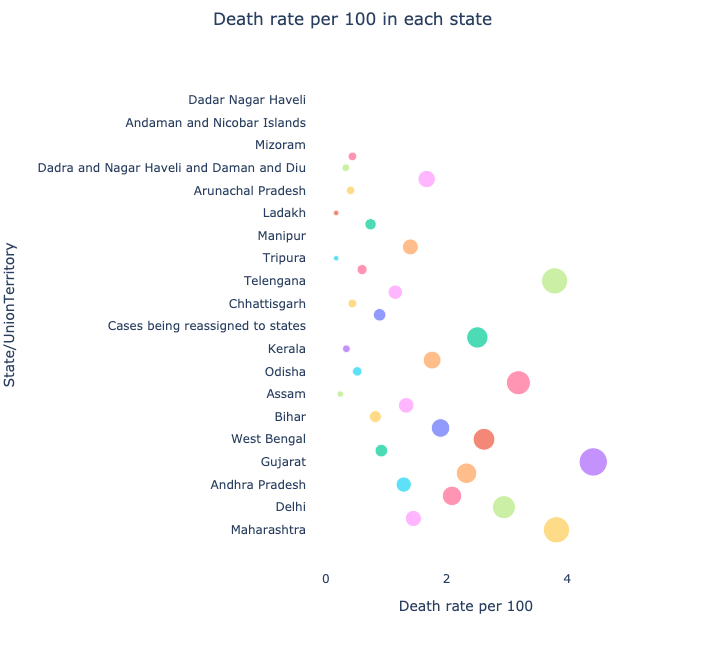 Death rate per 100 in each state
Dadar Nagar Haveli
Andaman and Nicobar Islands
Mizoram
Dadra and Nagar Haveli and Daman and Diu
Arunachal Pradesh
Ladakh
Manipur
Tripura
Telengana
Chhattisgarh
Cases being reassigned to states
Kerala
Odisha
Assam
Bihar
West Bengal
Gujarat
Andhra Pradesh
Delhi
Maharashtra
State/UnionTerritory
0 2 4
Death rate per 100